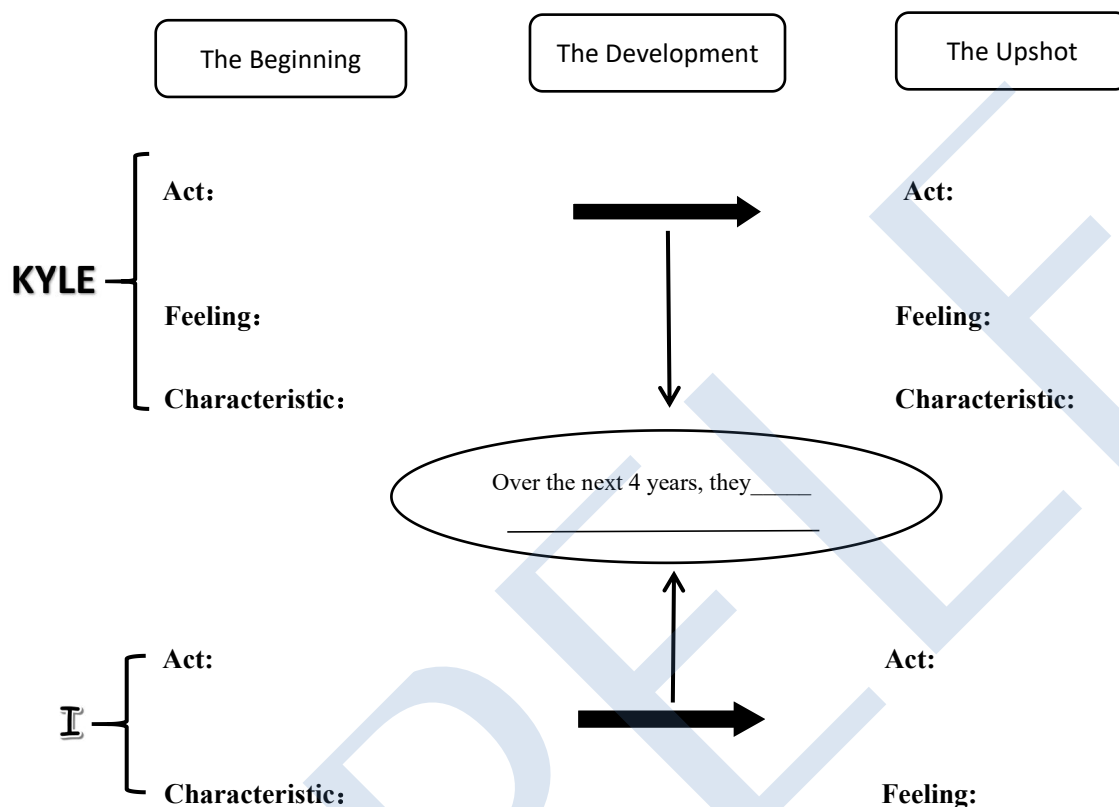 The Beginning
The Development
The Upshot
Act：
Act:
KYLE
Feeling：
Feeling:
Characteristic：
Characteristic:
Over the next 4 years, they_____
__________________________
Act:
Act:
I
Characteristic：
Feeling: